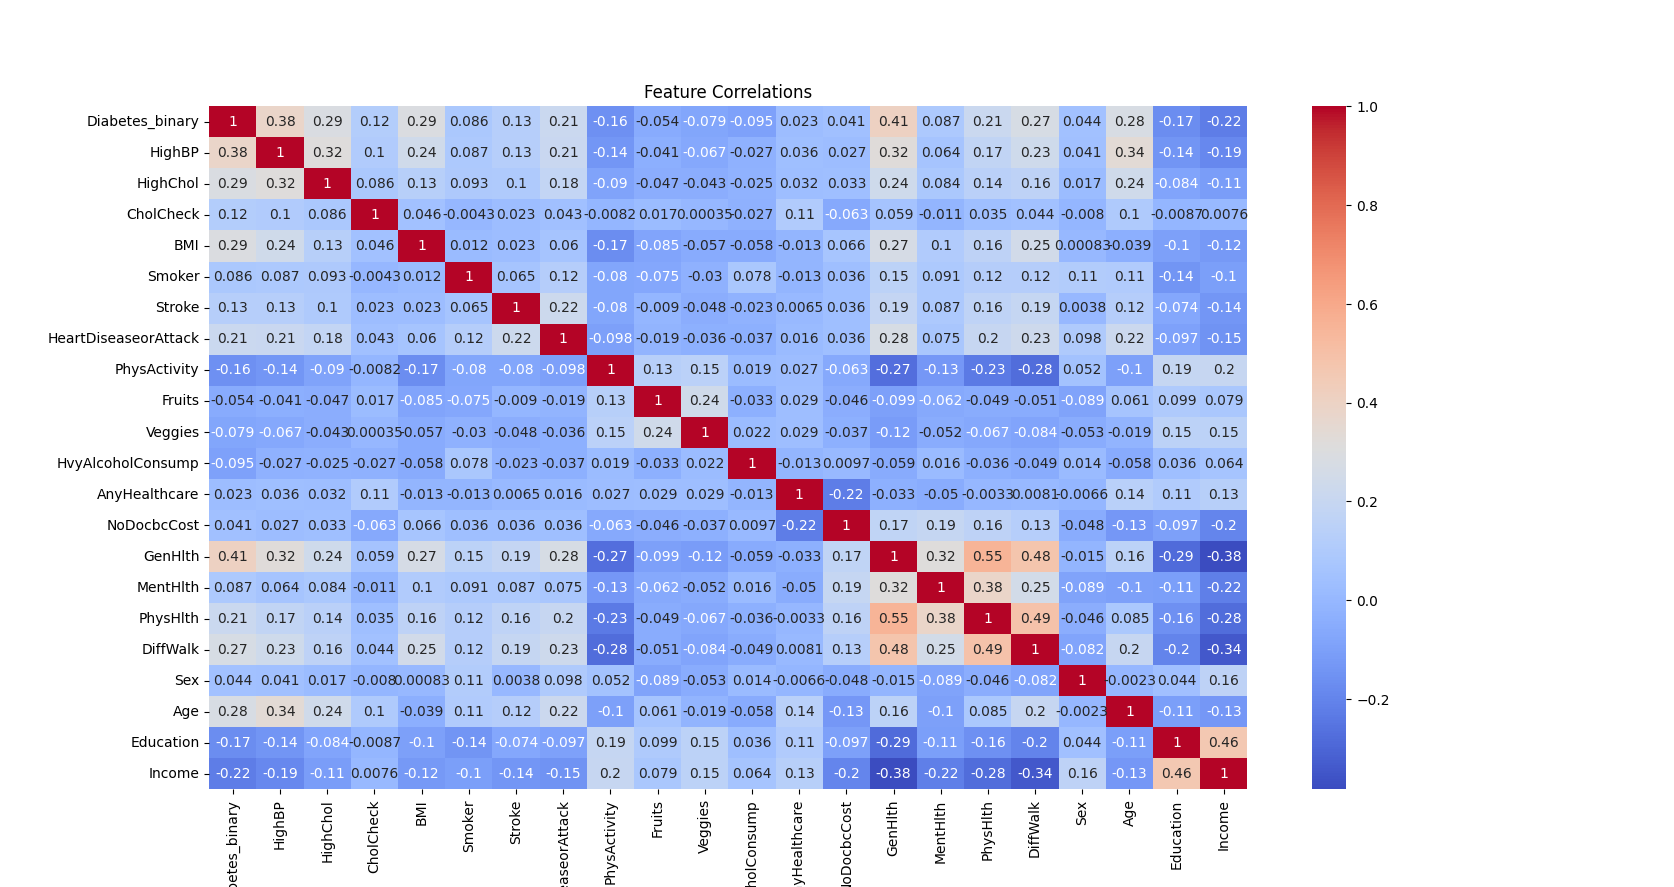 Feature Correlations
Diabetes_binary 1 0.38 0.29 0.12 0.29 0.086 0.13 0.21 -0.16 -0.054 -0.079 -0.095 0.023 0.041 0.41 0.087 0.21 0.27 0.044 0.28 -0.17 -0.22
HighBP 0.38 1 0.32 0.1 0.24 0.087 0.13 0.21 -0.14 -0.041 -0.067 -0.027 0.036 0.027 0.32 0.064 0.17 0.23 0.041 0.34 -0.14 -0.19
HighChol 0.29 0.32 1 0.086 0.13 0.093 0.1 0.18 -0.09 -0.047 -0.043 -0.025 0.032 0.033 0.24 0.084 0.14 0.16 0.017 0.24 -0.084 -0.11
CholCheck 0.12 0.1 0.086 1 0.046 -0.0043 0.023 0.043 -0.0082 0.017 0.00035 -0.027 0.11 -0.063 0.059 -0.011 0.035 0.044 -0.008 0.1 -0.0087 0.0076
BMI 0.29 0.24 0.13 0.046 1 0.012 0.023 0.06 -0.17 -0.085 -0.057 -0.058 -0.013 0.066 0.27 0.1 0.16 0.25 0.00083 -0.039 -0.1 -0.12
Smoker 0.086 0.087 0.093 -0.0043 0.012 1 0.065 0.12 -0.08 -0.075 -0.03 0.078 -0.013 0.036 0.15 0.091 0.12 0.12 0.11 0.11 -0.14 -0.1
Stroke 0.13 0.13 0.1 0.023 0.023 0.065 1 0.22 -0.08 -0.009 -0.048 -0.023 0.0065 0.036 0.19 0.087 0.16 0.19 0.0038 0.12 -0.074 -0.14
HeartDiseaseorAttack 0.21 0.21 0.18 0.043 0.06 0.12 0.22 1 -0.098 -0.019 -0.036 -0.037 0.016 0.036 0.28 0.075 0.2 0.23 0.098 0.22 -0.097 -0.15
PhysActivity -0.16 -0.14 -0.09 -0.0082 -0.17 -0.08 -0.08 -0.098 1 0.13 0.15 0.019 0.027 -0.063 -0.27 -0.13 -0.23 -0.28 0.052 -0.1 0.19 0.2
Fruits -0.054 -0.041 -0.047 0.017 -0.085 -0.075 -0.009 -0.019 0.13 1 0.24 -0.033 0.029 -0.046 -0.099 -0.062 -0.049 -0.051 -0.089 0.061 0.099 0.079
Veggies -0.079 -0.067 -0.043 0.00035 -0.057 -0.03 -0.048 -0.036 0.15 0.24 1 0.022 0.029 -0.037 -0.12 -0.052 -0.067 -0.084 -0.053 -0.019 0.15 0.15
HvyAlcoholConsump -0.095 -0.027 -0.025 -0.027 -0.058 0.078 -0.023 -0.037 0.019 -0.033 0.022 1 -0.013 0.0097 -0.059 0.016 -0.036 -0.049 0.014 -0.058 0.036 0.064
AnyHealthcare 0.023 0.036 0.032 0.11 -0.013 -0.013 0.0065 0.016 0.027 0.029 0.029 -0.013 1 -0.22 -0.033 -0.05 -0.0033 0.0081 -0.0066 0.14 0.11 0.13
NoDocbcCost 0.041 0.027 0.033 -0.063 0.066 0.036 0.036 0.036 -0.063 -0.046 -0.037 0.0097 -0.22 1 0.17 0.19 0.16 0.13 -0.048 -0.13 -0.097 -0.2
GenHlth 0.41 0.32 0.24 0.059 0.27 0.15 0.19 0.28 -0.27 -0.099 -0.12 -0.059 -0.033 0.17 1 0.32 0.55 0.48 -0.015 0.16 -0.29 -0.38
MentHlth 0.087 0.064 0.084 -0.011 0.1 0.091 0.087 0.075 -0.13 -0.062 -0.052 0.016 -0.05 0.19 0.32 1 0.38 0.25 -0.089 -0.1 -0.11 -0.22
PhysHlth 0.21 0.17 0.14 0.035 0.16 0.12 0.16 0.2 -0.23 -0.049 -0.067 -0.036 -0.0033 0.16 0.55 0.38 1 0.49 -0.046 0.085 -0.16 -0.28
DiffWalk 0.27 0.23 0.16 0.044 0.25 0.12 0.19 0.23 -0.28 -0.051 -0.084 -0.049 0.0081 0.13 0.48 0.25 0.49 1 -0.082 0.2 -0.2 -0.34
Sex 0.044 0.041 0.017 -0.008 0.00083 0.11 0.0038 0.098 0.052 -0.089 -0.053 0.014 -0.0066 -0.048 -0.015 -0.089 -0.046 -0.082 1 -0.0023 0.044 0.16
Age 0.28 0.34 0.24 0.1 -0.039 0.11 0.12 0.22 -0.1 0.061 -0.019 -0.058 0.14 -0.13 0.16 -0.1 0.085 0.2 -0.0023 1 -0.11 -0.13
Education -0.17 -0.14 -0.084 -0.0087 -0.1 -0.14 -0.074 -0.097 0.19 0.099 0.15 0.036 0.11 -0.097 -0.29 -0.11 -0.16 -0.2 0.044 -0.11 1 0.46
Income -0.22 -0.19 -0.11 0.0076 -0.12 -0.1 -0.14 -0.15 0.2 0.079 0.15 0.064 0.13 -0.2 -0.38 -0.22 -0.28 -0.34 0.16 -0.13 0.46 1
betes_binary
HighBP
HighChol
CholCheck
BMI
Smoker
Stroke
easeorAttack
PhysActivity
Fruits
Veggies
holConsump
yHealthcare
NoDocbcCost
GenHlth
MentHlth
PhysHlth
DiffWalk
Sex
Age
Education
Income
1.0
0.8
0.6
0.4
0.2
0.0
−0.2